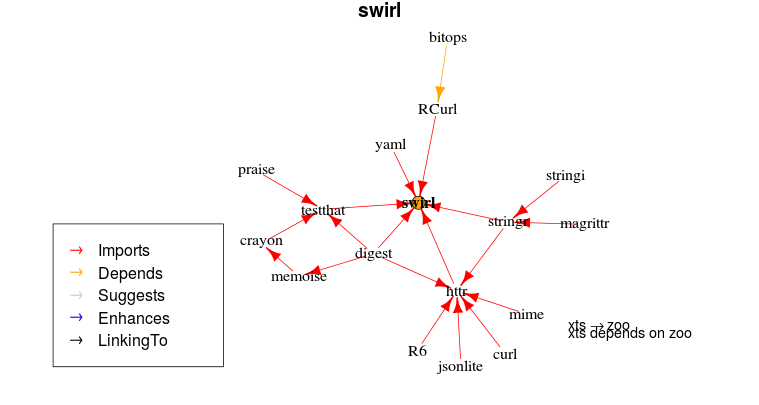 swirl
bitops
RCurl
yaml
praise
stringi
swirl
testthat
stringr
magrittr
crayon
digest
memoise
httr
mime
R6
curl
jsonlite
→ Imports
→ Depends
→ Suggests
→ Enhances
→ LinkingTo
xts → zoo
xts depends on zoo